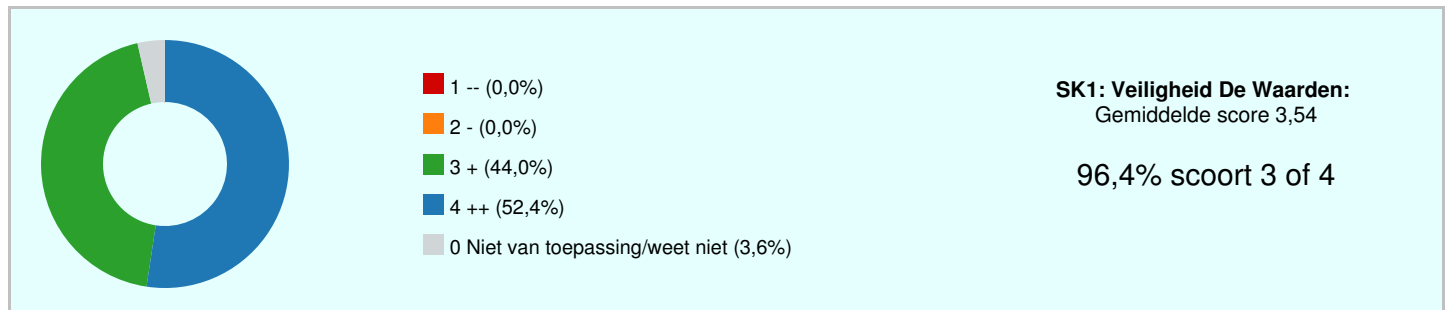 1 -- (0,0%)
2 - (0,0%)
3 + (44,0%)
4 ++ (52,4%)
0 Niet van toepassing/weet niet (3,6%)
SK1: Veiligheid De Waarden:
Gemiddelde score 3,54
96,4% scoort 3 of 4